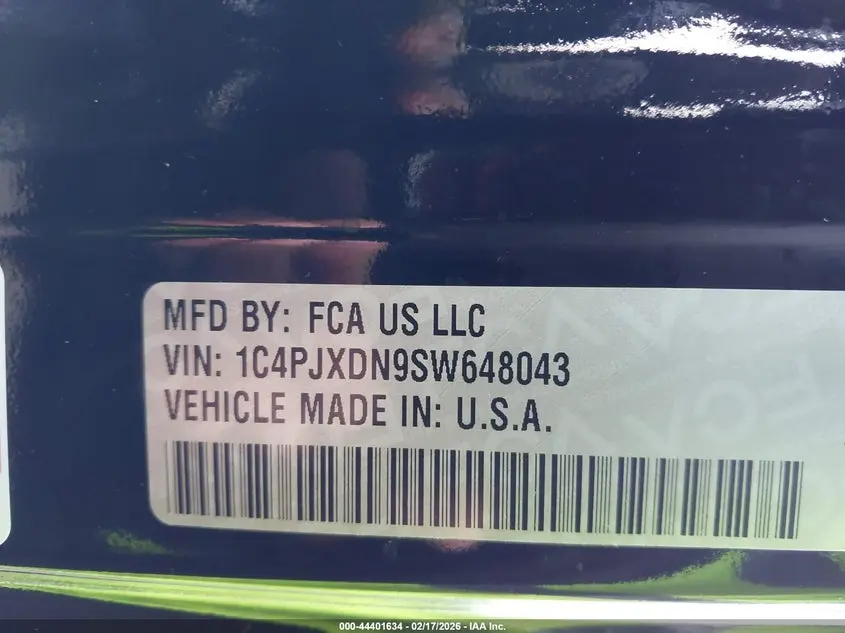 MFD BY: FCA US LLC
VIN: 1C4PJXDN9SW648043
VEHICLE MADE IN: U.S.A.
000-44401634 - 02/17/2026 - IAA Inc.